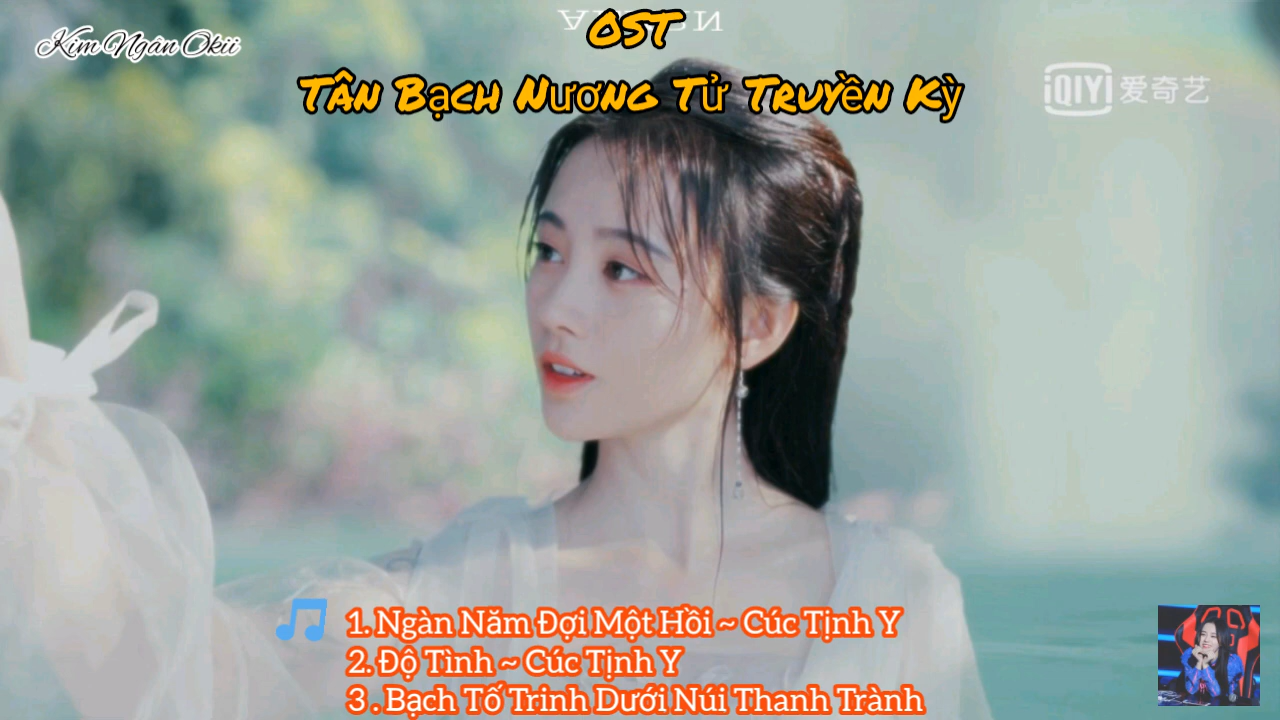 Kim Ngân Okii
OST
Tân Bạch Nương Tử Truyền Kỳ
iQIYI 爱奇艺
1. Ngàn Năm Đợi Một Hồi ~ Cúc Tịnh Y
2. Độ Tình ~ Cúc Tịnh Y
3 . Bạch Tố Trinh Dưới Núi Thanh Trành